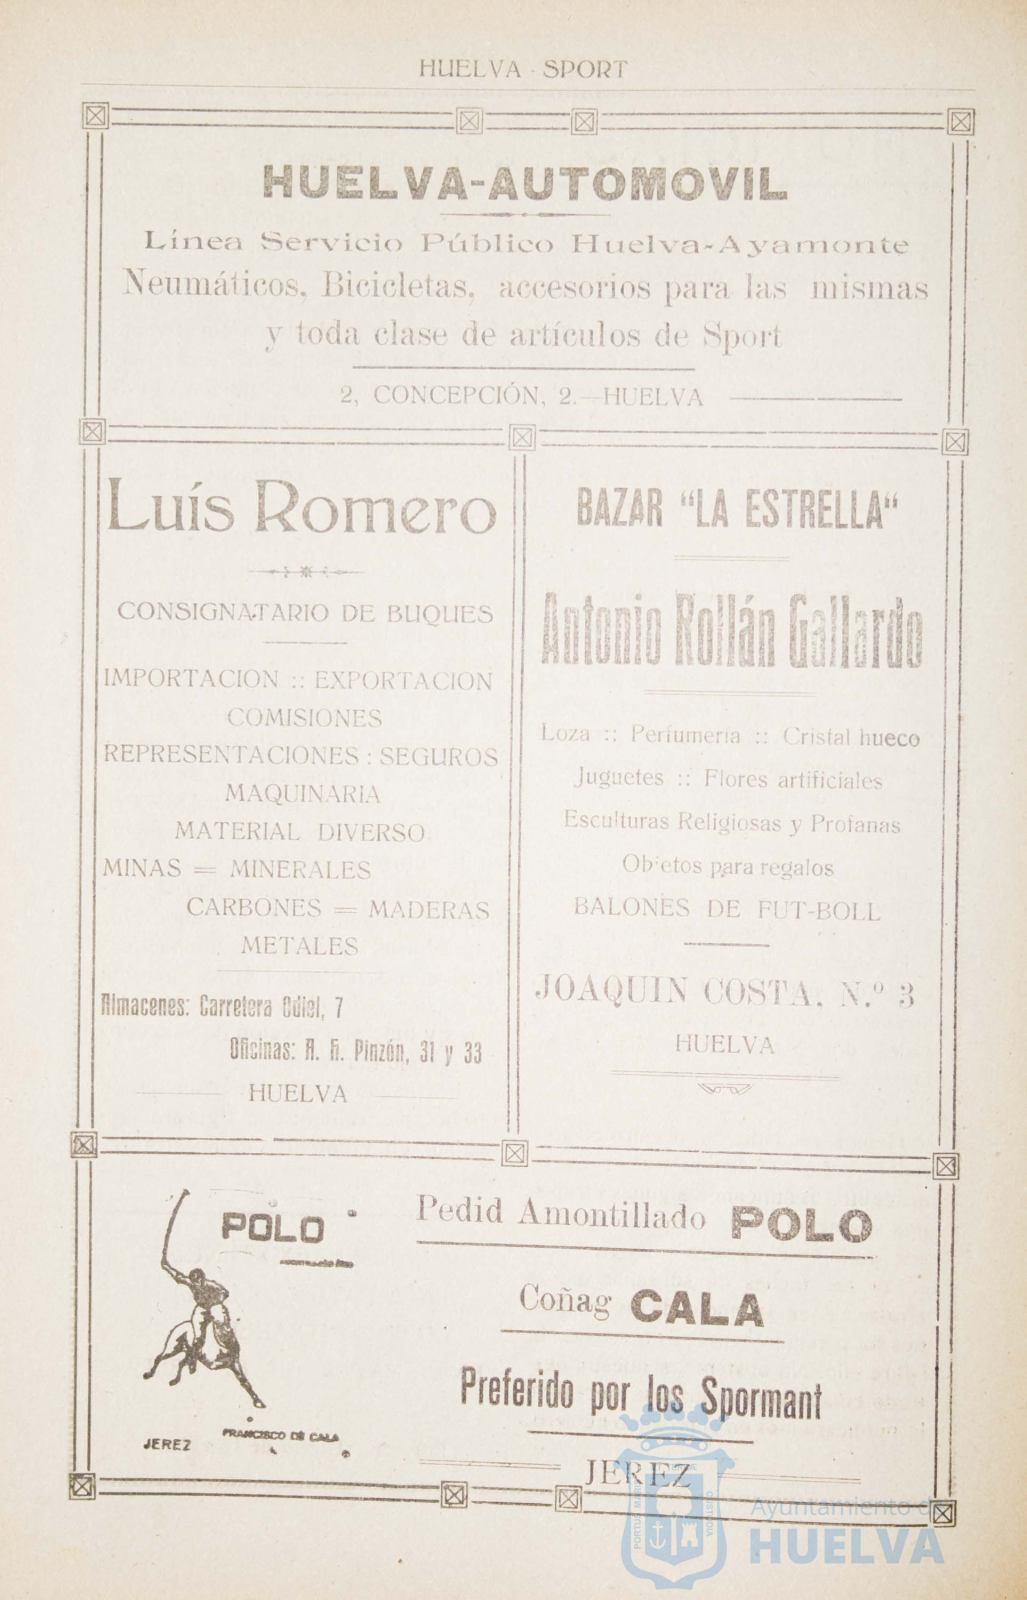 HUELVA - SPORT
HUELVA-AUTOMOVIL
Línea Servicio Público Huelva-Ayamonte
Neumáticos, Bicicletas, accesorios para las mismas
y toda clase de artículos de Sport
2, CONCEPCIÓN, 2.—HUELVA
Luís Romero
CONSIGNATARIO DE BUQUES
IMPORTACION :: EXPORTACION
COMISIONES
REPRESENTACIONES : SEGUROS
MAQUINARIA
MATERIAL DIVERSO
MINAS = MINERALES
CARBONES = MADERAS
METALES
Almacenes: Carretera Odiel, 7
Oficinas: A. H. Pinzón, 31 y 33
HUELVA
BAZAR “LA ESTRELLA“
Antonio Rollán Gallardo
Loza :: Perfumería :: Cristal hueco
Juguetes :: Flores artificiales
Esculturas Religiosas y Profanas
Objetos para regalos
BALONES DE FUT-BOLL
JOAQUIN COSTA, N.º 3
HUELVA
POLO
FRANCISCO DE CALA
JEREZ
Pedid Amontillado POLO
Coñag CALA
Preferido por los Spormant
JEREZ
Ayuntamiento de
HUELVA